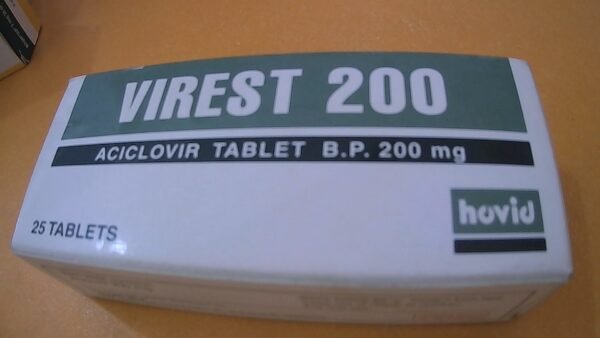 VIREST 200
ACICLOVIR TABLET B.P. 200 mg
hovid
25 TABLETS